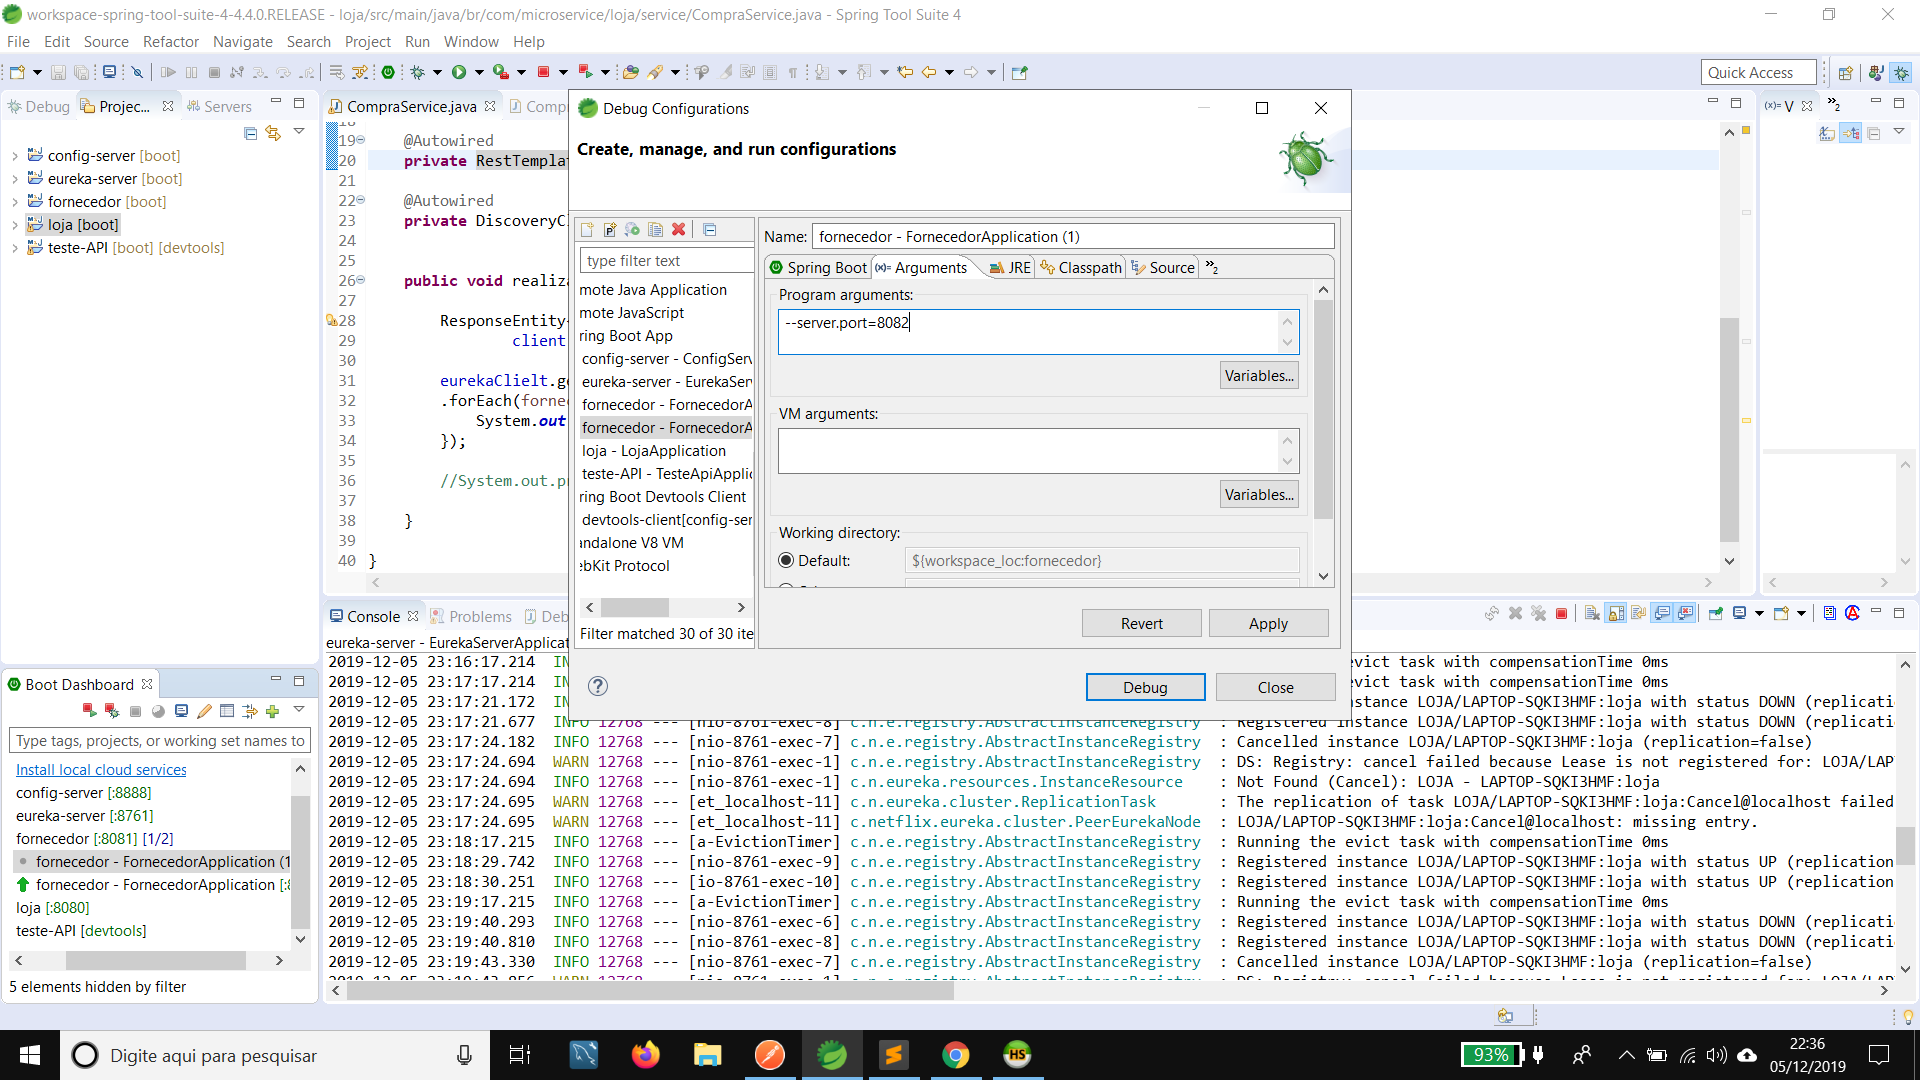 workspace-spring-tool-suite-4-4.4.0.RELEASE - loja/src/main/java/br/com/microservice/loja/service/CompraService.java - Spring Tool Suite 4
File Edit Source Refactor Navigate Search Project Run Window Help
Quick Access
Debug Projec... Servers
config-server [boot]
eureka-server [boot]
fornecedor [boot]
loja [boot]
teste-API [boot] [devtools]
CompraService.java Compu
19 @Autowired
20 private RestTemplat
21
22 @Autowired
23 private DiscoveryCl
24
25
26 public void realiza
27
28 ResponseEntity
29 client
30
31 eurekaClielt.ge
32 .forEach(forne
33 System.out
34 });
35
36 //System.out.pr
37
38 }
39
40 }
(x)= V »2
Debug Configurations
Create, manage, and run configurations
type filter text
mote Java Application
mote JavaScript
ring Boot App
config-server - ConfigServ
eureka-server - EurekaSer
fornecedor - FornecedorA
fornecedor - FornecedorA
loja - LojaApplication
teste-API - TesteApiApplic
ring Boot Devtools Client
devtools-client[config-ser
andalone V8 VM
ebKit Protocol
Filter matched 30 of 30 ite
Name: fornecedor - FornecedorApplication (1)
Spring Boot (x)= Arguments JRE Classpath Source »2
Program arguments:
--server.port=8082
Variables...
VM arguments:
Variables...
Working directory:
Default: ${workspace_loc:fornecedor}
Revert Apply
Debug Close
Boot Dashboard
Type tags, projects, or working set names to
Install local cloud services
config-server [:8888]
eureka-server [:8761]
fornecedor [:8081] [1/2]
fornecedor - FornecedorApplication (1
fornecedor - FornecedorApplication [:8
loja [:8080]
teste-API [devtools]
5 elements hidden by filter
Console Problems Deb
eureka-server - EurekaServerApplicat
2019-12-05 23:16:17.214 IN evict task with compensationTime 0ms
2019-12-05 23:17:17.214 IN evict task with compensationTime 0ms
2019-12-05 23:17:21.172 IN nstance LOJA/LAPTOP-SQKI3HMF:loja with status DOWN (replicati
2019-12-05 23:17:21.677 INFO 12768 --- [nio-8761-exec-8] c.n.e.registry.AbstractInstanceRegistry : Registered instance LOJA/LAPTOP-SQKI3HMF:loja with status DOWN (replicati
2019-12-05 23:17:24.182 INFO 12768 --- [nio-8761-exec-7] c.n.e.registry.AbstractInstanceRegistry : Cancelled instance LOJA/LAPTOP-SQKI3HMF:loja (replication=false)
2019-12-05 23:17:24.694 WARN 12768 --- [nio-8761-exec-1] c.n.e.registry.AbstractInstanceRegistry : DS: Registry: cancel failed because Lease is not registered for: LOJA/LAP
2019-12-05 23:17:24.694 INFO 12768 --- [nio-8761-exec-1] c.n.eureka.resources.InstanceResource : Not Found (Cancel): LOJA - LAPTOP-SQKI3HMF:loja
2019-12-05 23:17:24.695 WARN 12768 --- [et_localhost-11] c.n.eureka.cluster.ReplicationTask : The replication of task LOJA/LAPTOP-SQKI3HMF:loja:Cancel@localhost failed
2019-12-05 23:17:24.695 WARN 12768 --- [et_localhost-11] c.netflix.eureka.cluster.PeerEurekaNode : LOJA/LAPTOP-SQKI3HMF:loja:Cancel@localhost: missing entry.
2019-12-05 23:18:17.215 INFO 12768 --- [a-EvictionTimer] c.n.e.registry.AbstractInstanceRegistry : Running the evict task with compensationTime 0ms
2019-12-05 23:18:29.742 INFO 12768 --- [nio-8761-exec-9] c.n.e.registry.AbstractInstanceRegistry : Registered instance LOJA/LAPTOP-SQKI3HMF:loja with status UP (replication
2019-12-05 23:18:30.251 INFO 12768 --- [io-8761-exec-10] c.n.e.registry.AbstractInstanceRegistry : Registered instance LOJA/LAPTOP-SQKI3HMF:loja with status UP (replication
2019-12-05 23:19:17.215 INFO 12768 --- [a-EvictionTimer] c.n.e.registry.AbstractInstanceRegistry : Running the evict task with compensationTime 0ms
2019-12-05 23:19:40.293 INFO 12768 --- [nio-8761-exec-6] c.n.e.registry.AbstractInstanceRegistry : Registered instance LOJA/LAPTOP-SQKI3HMF:loja with status DOWN (replicati
2019-12-05 23:19:40.810 INFO 12768 --- [nio-8761-exec-8] c.n.e.registry.AbstractInstanceRegistry : Registered instance LOJA/LAPTOP-SQKI3HMF:loja with status DOWN (replicati
2019-12-05 23:19:43.330 INFO 12768 --- [nio-8761-exec-7] c.n.e.registry.AbstractInstanceRegistry : Cancelled instance LOJA/LAPTOP-SQKI3HMF:loja (replication=false)
Digite aqui para pesquisar
HS
93%
22:36
05/12/2019